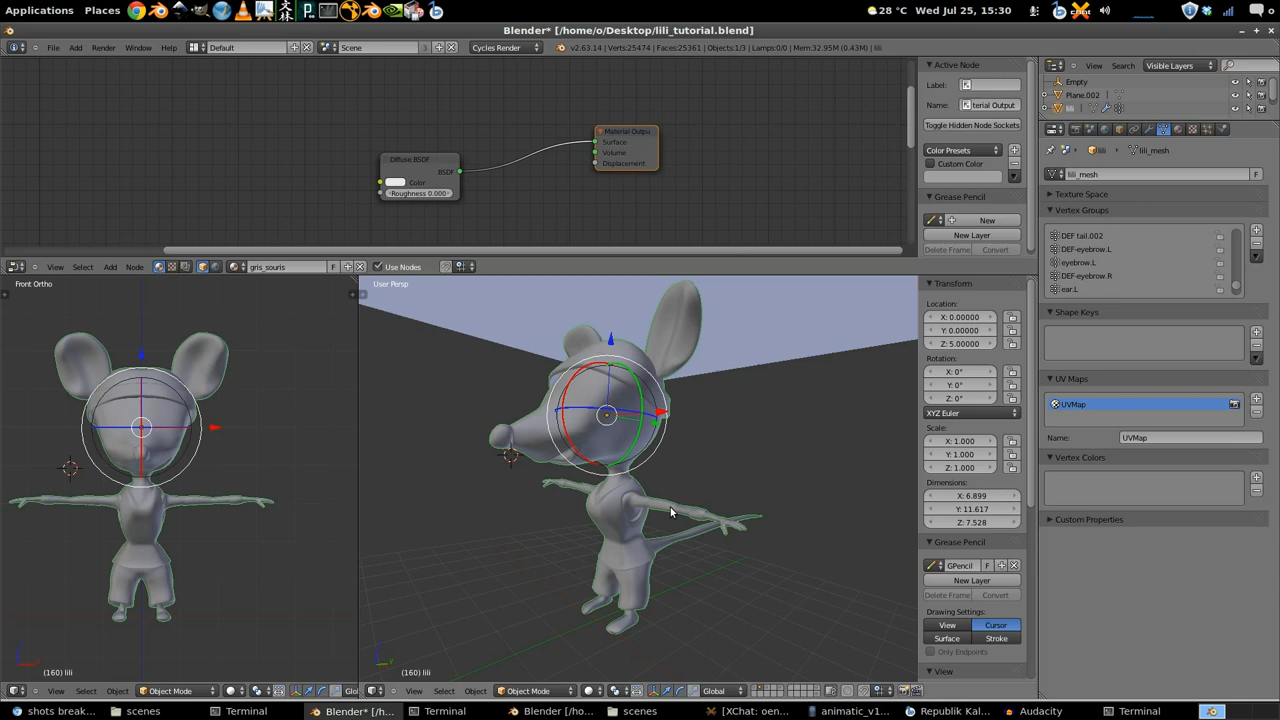 Applications Places 28 °C Wed Jul 25, 15:30
Blender* [/home/o/Desktop/lili_tutorial.blend]
File Add Render Window Help Default Scene 3 Cycles Render v2.63.14 | Verts:25474 | Faces:25361 | Objects:1/3 | Lamps:0/0 | Mem:32.95M (0.43M) | lili
Diffuse BSDF
BSDF
Color
Roughness 0.000
Material Outpu
Surface
Volume
Displacement
View Select Add Node gris_souris F Use Nodes
Active Node
Label:
Name: terial Output
Toggle Hidden Node Sockets
Color Presets
Custom Color
Grease Pencil
New
New Layer
Delete Frame Convert
View Search Visible Layers
Empty
Plane.002
lili
lili lili_mesh
lili_mesh F
Texture Space
Vertex Groups
DEF tail.002
DEF-eyebrow.L
eyebrow.L
DEF-eyebrow.R
ear.L
Shape Keys
UV Maps
UVMap
Name: UVMap
Vertex Colors
Custom Properties
Front Ortho
(160) lili
View Select Object Object Mode Glo
User Persp
(160) lili
View Select Object Object Mode Global
Transform
Location:
X: 0.00000
Y: 0.00000
Z: 5.00000
Rotation:
X: 0°
Y: 0°
Z: 0°
XYZ Euler
Scale:
X: 1.000
Y: 1.000
Z: 1.000
Dimensions:
X: 6.899
Y: 11.617
Z: 7.528
Grease Pencil
GPencil F
New Layer
Delete Frame Convert
Drawing Settings:
View Cursor
Surface Stroke
Only Endpoints
View
shots break... scenes Terminal Blender* [/h... Terminal Blender [/ho... scenes [XChat: oen... animatic_v1... Republik Kal... Audacity Terminal